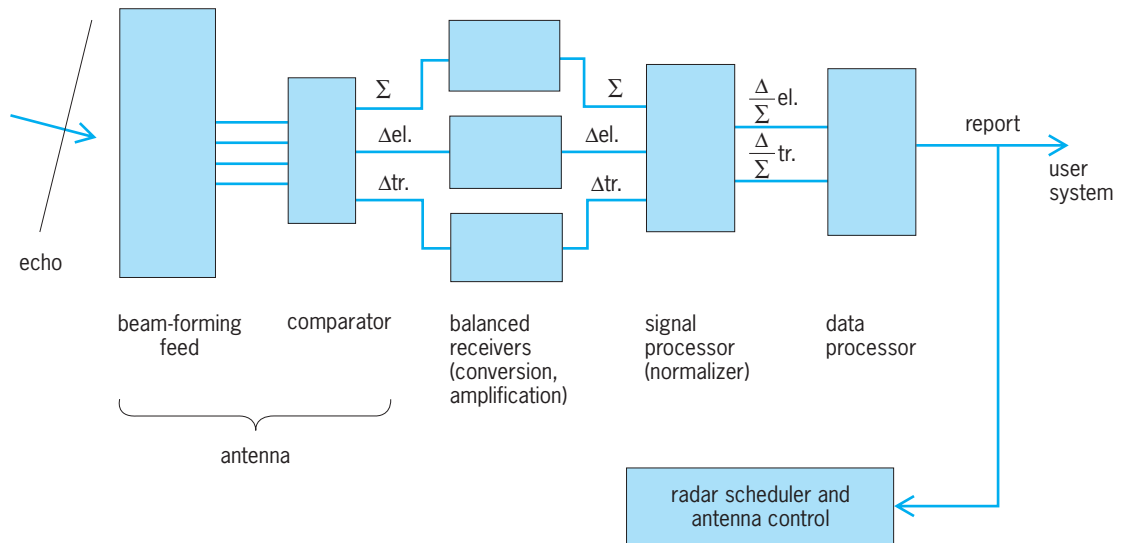 echo
beam-forming
feed
comparator
antenna
Σ
Δel.
Δtr.
balanced
receivers
(conversion,
amplification)
Σ
Δel.
Δtr.
signal
processor
(normalizer)
Δ/Σ el.
Δ/Σ tr.
data
processor
report
user
system
radar scheduler and
antenna control